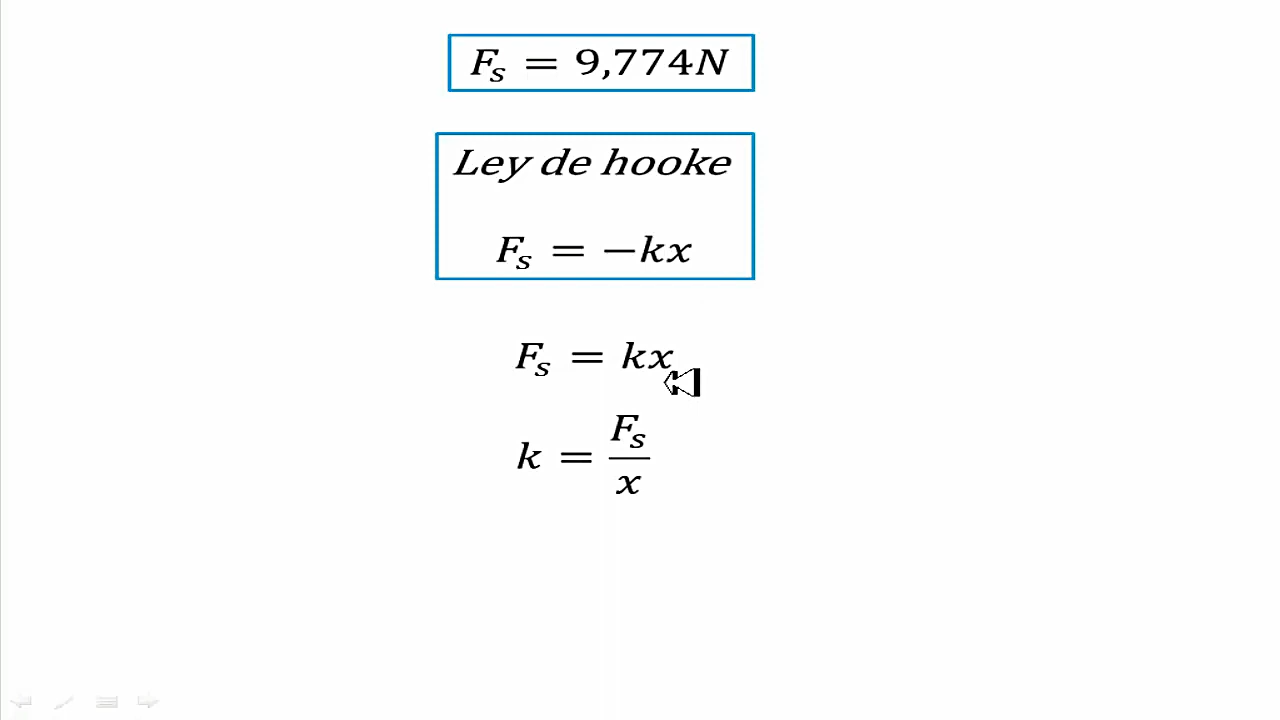 F_s = 9,774N
Ley de hooke
F_s = −kx
F_s = kx
k = F_s/x